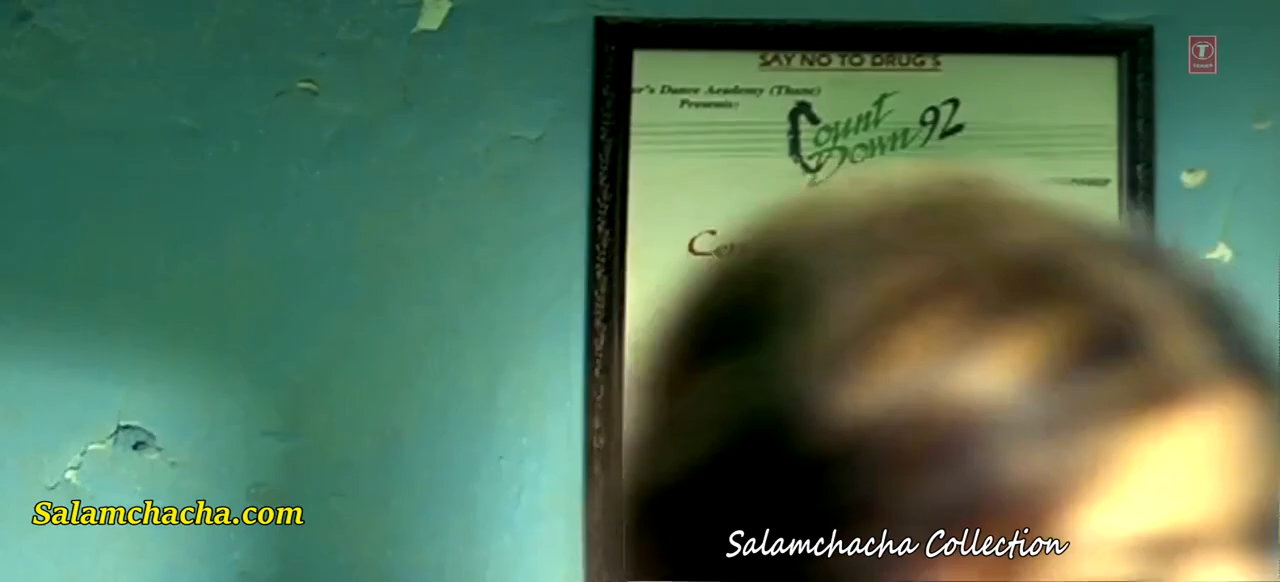 SAY NO TO DRUG'S
Dance Academy (Thane)
Presents:
Count
Down 92
Salamchacha.com
Salamchacha Collection